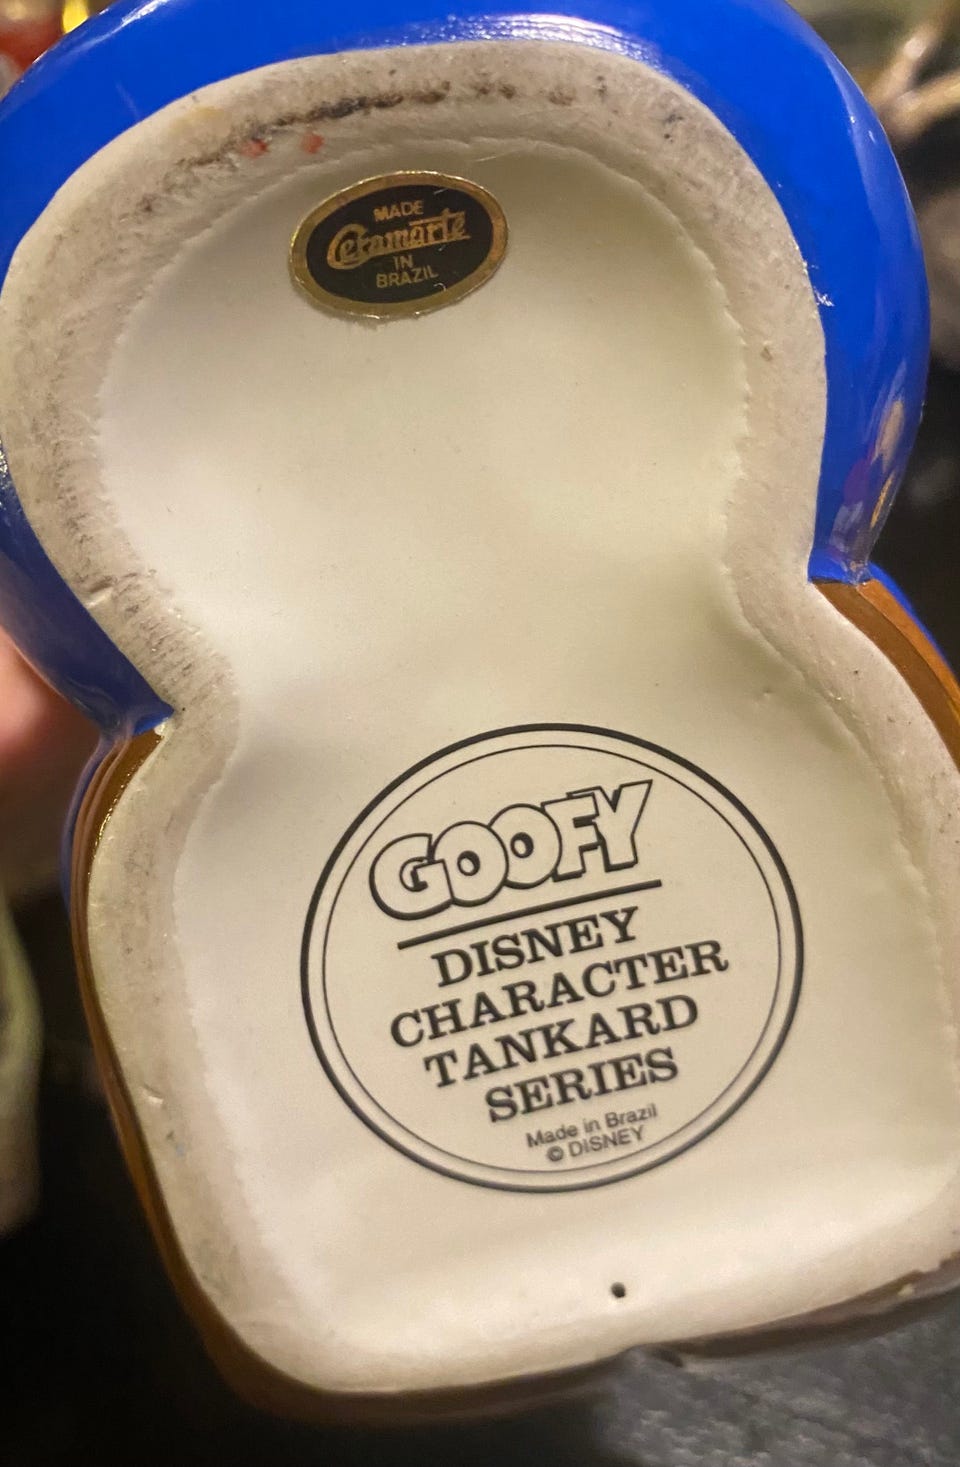 MADE
Ceramarte
IN
BRAZIL
GOOFY
DISNEY
CHARACTER
TANKARD
SERIES
Made in Brazil
© DISNEY